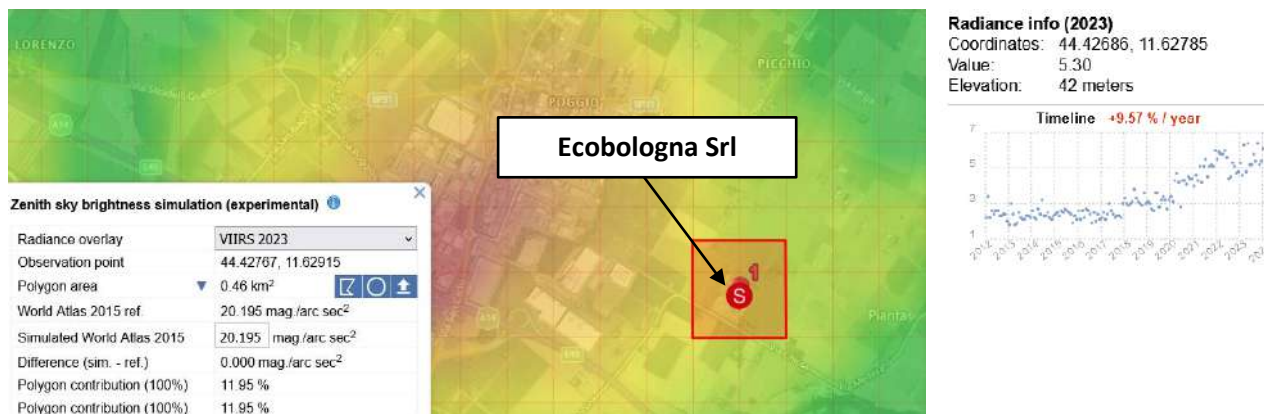 LORENZO
PICCHIO
POGGIO
Ecobologna Srl
1
S
Piantas
A14
E45
Zenith sky brightness simulation (experimental)
Radiance overlay VIIRS 2023
Observation point 44.42767, 11.62915
Polygon area 0.46 km²
World Atlas 2015 ref. 20.195 mag./arc sec²
Simulated World Atlas 2015 20.195 mag./arc sec²
Difference (sim. - ref.) 0.000 mag./arc sec²
Polygon contribution (100%) 11.95 %
Polygon contribution (100%) 11.95 %
Radiance info (2023)
Coordinates: 44.42686, 11.62785
Value: 5.30
Elevation: 42 meters
Timeline +9.57 % / year
7
5
3
1
2012 2013 2014 2015 2016 2017 2018 2019 2020 2021 2022 2023